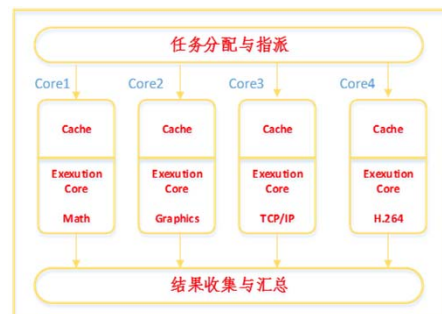 任务分配与指派
Core1 Core2 Core3 Core4
Cache Cache Cache Cache
Exexution Exexution Exexution Exexution
Core Core Core Core
Math Graphics TCP/IP H.264
结果收集与汇总